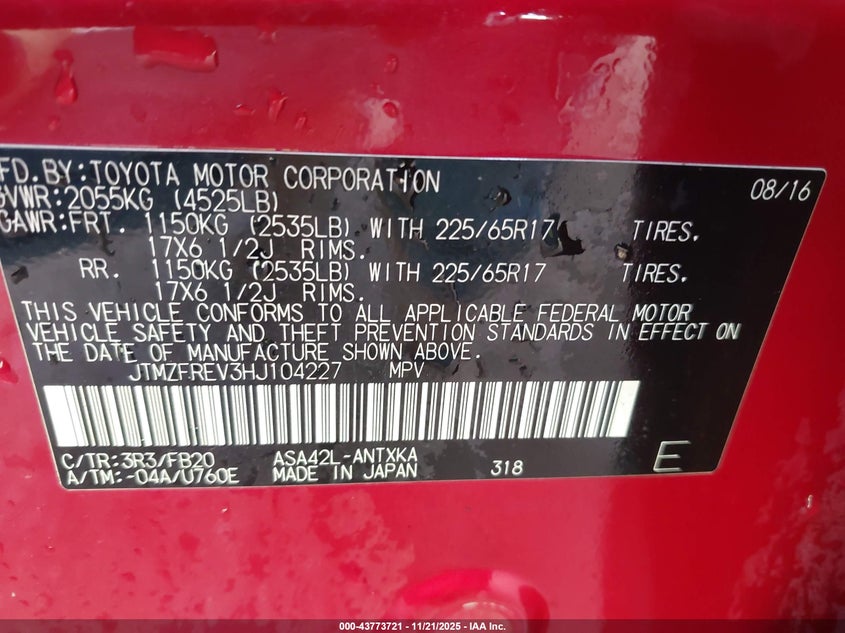 FD. BY: TOYOTA MOTOR CORPORATION 08/16
GVWR: 2055KG (4525LB)
GAWR: FRT. 1150KG (2535LB) WITH 225/65R17 TIRES.
17X6 1/2J RIMS.
RR. 1150KG (2535LB) WITH 225/65R17 TIRES.
17X6 1/2J RIMS.
THIS VEHICLE CONFORMS TO ALL APPLICABLE FEDERAL MOTOR
VEHICLE SAFETY AND THEFT PREVENTION STANDARDS IN EFFECT ON
THE DATE OF MANUFACTURE SHOWN ABOVE.
JTMZFREV3HJ104227 MPV
C/TR: 3R3/FB20 ASA42L-ANTXKA
A/TM: -04A/U760E MADE IN JAPAN 318 E
000-43773721 - 11/21/2025 - IAA Inc.